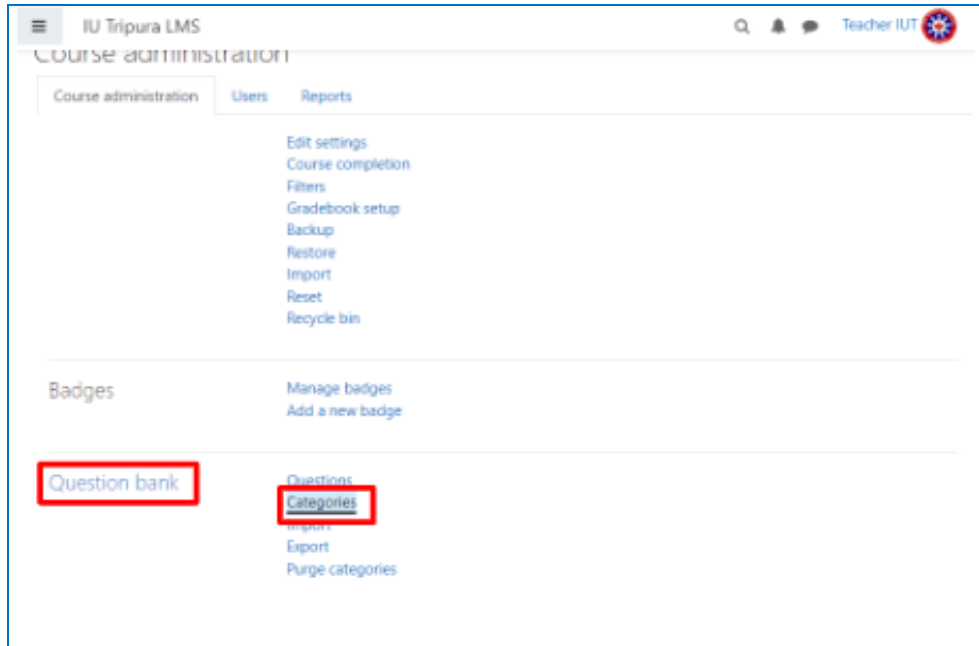 IU Tripura LMS
Teacher IUT
Course administration
Course administration
Users
Reports
Edit settings
Course completion
Filters
Gradebook setup
Backup
Restore
Import
Reset
Recycle bin
Badges
Manage badges
Add a new badge
Question bank
Questions
Categories
Import
Export
Purge categories